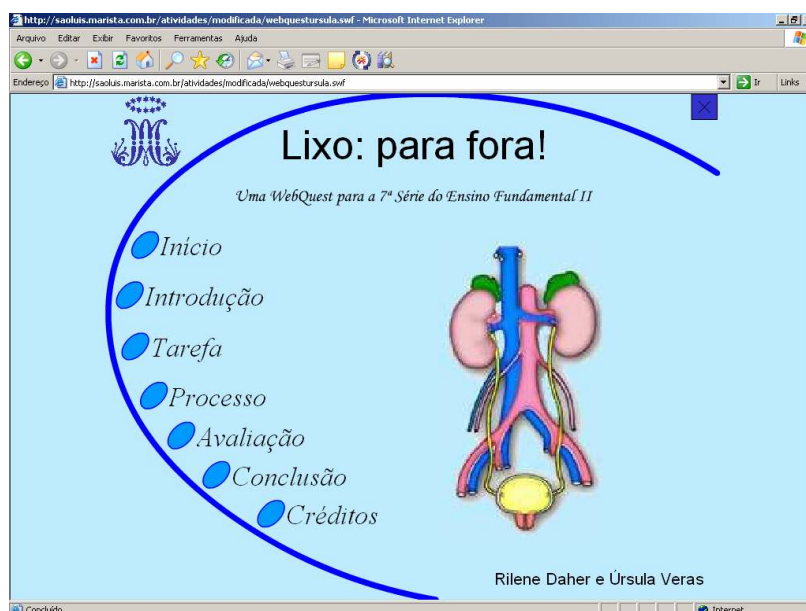 http://saoluis.marista.com.br/atividades/modificada/webquestursula.swf - Microsoft Internet Explorer
Arquivo Editar Exibir Favoritos Ferramentas Ajuda
Endereço http://saoluis.marista.com.br/atividades/modificada/webquestursula.swf Ir Links
Lixo: para fora!
Uma WebQuest para a 7ª Série do Ensino Fundamental II
Início
Introdução
Tarefa
Processo
Avaliação
Conclusão
Créditos
Rilene Daher e Úrsula Veras
Concluído Internet